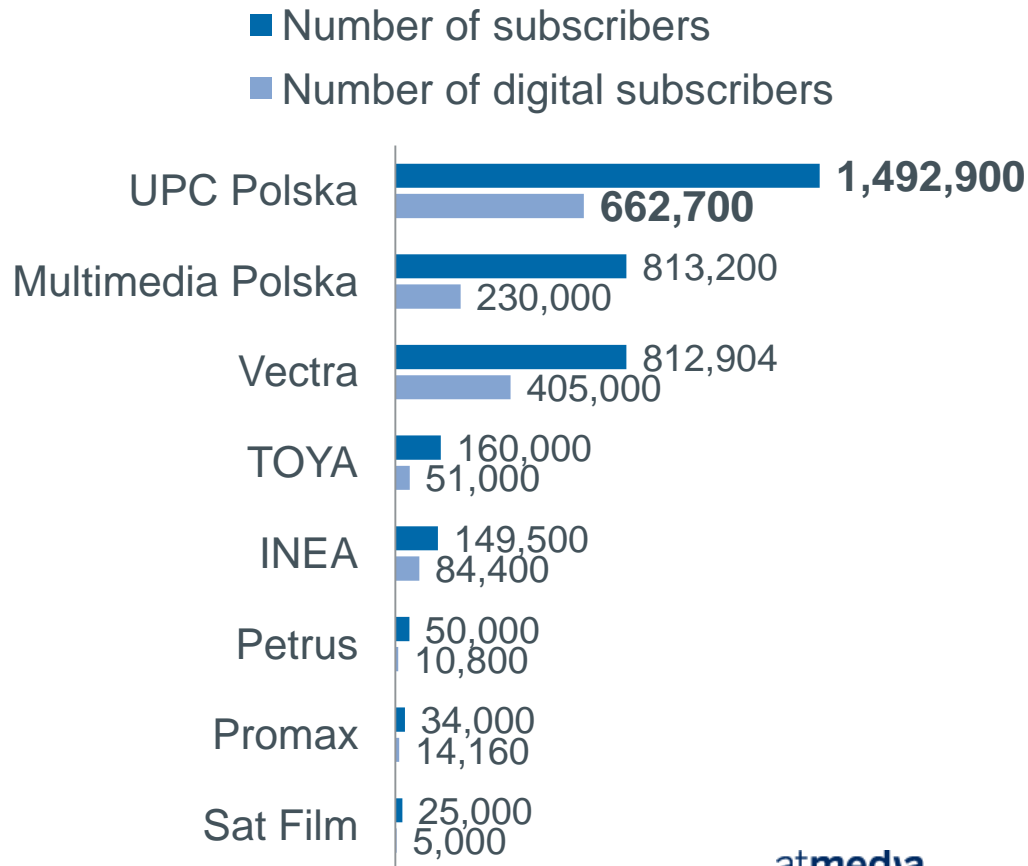 Number of subscribers
Number of digital subscribers
UPC Polska
1,492,900
662,700
Multimedia Polska
813,200
230,000
Vectra
812,904
405,000
TOYA
160,000
51,000
INEA
149,500
84,400
Petrus
50,000
10,800
Promax
34,000
14,160
Sat Film
25,000
5,000
atmedia